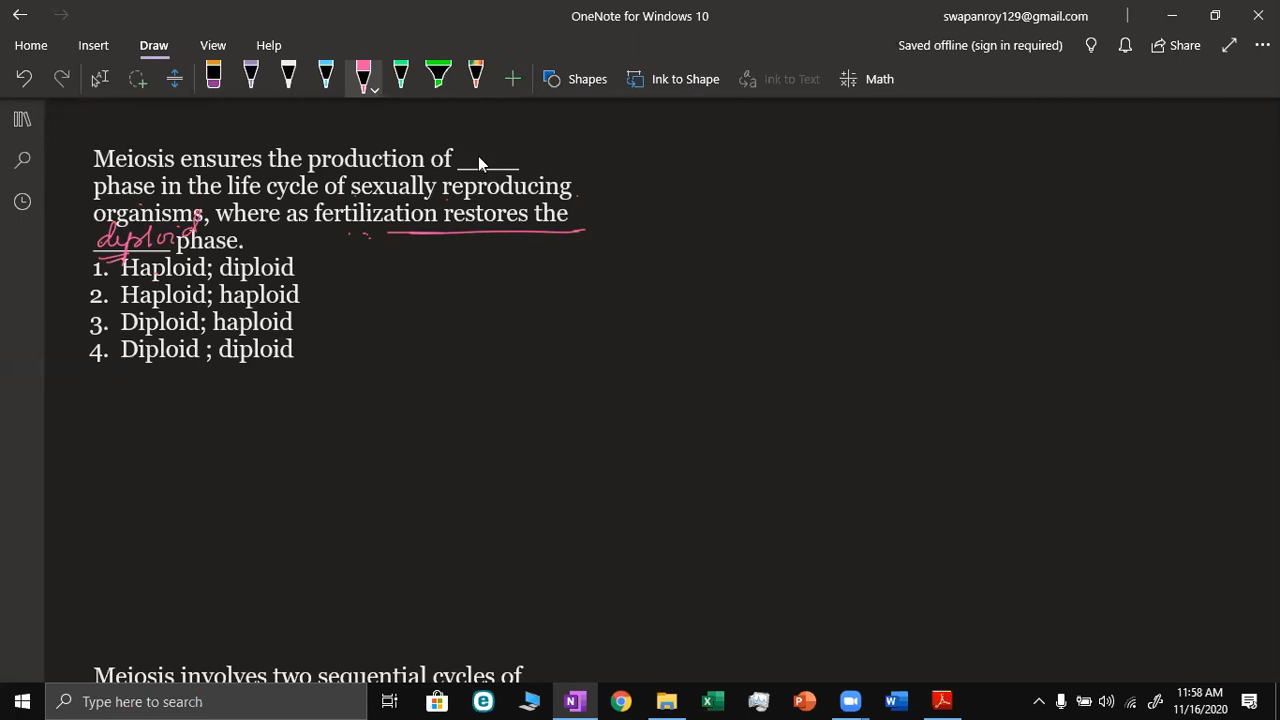 OneNote for Windows 10
swapanroy129@gmail.com
Home Insert Draw View Help
Saved offline (sign in required)
Share
Shapes
Ink to Shape
Ink to Text
Math
Meiosis ensures the production of _____
phase in the life cycle of sexually reproducing
organisms, where as fertilization restores the
diploid phase.
1. Haploid; diploid
2. Haploid; haploid
3. Diploid; haploid
4. Diploid ; diploid
Meiosis involves two sequential cycles of
Type here to search
11:58 AM
11/16/2020